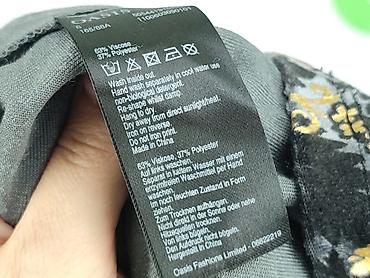 OASIS
S 165/88A
63% Viscose
37% Polyester
Wash inside out
Hand wash separately in cool water
non-biological detergent.
Re-shape whilst damp
Hang to dry
Dry away from direct sunlight/heat.
Iron on reverse
Do not iron print
Made in China
63% Viskose, 37% Polyester
Auf links waschen.
Separat in kaltem Wasser mit einem
enzymfreien Waschmittel per Hand
waschen
Im noch feuchten Zustand in Form
ziehen
Zum Trocknen aufhängen
Nicht direkt in der Sonne oder nahe
Hitzequellen trocknen.
Von links bügeln.
Den Aufdruck nicht bügeln.
Hergestellt in China
Oasis Fashions Limited - 06822219